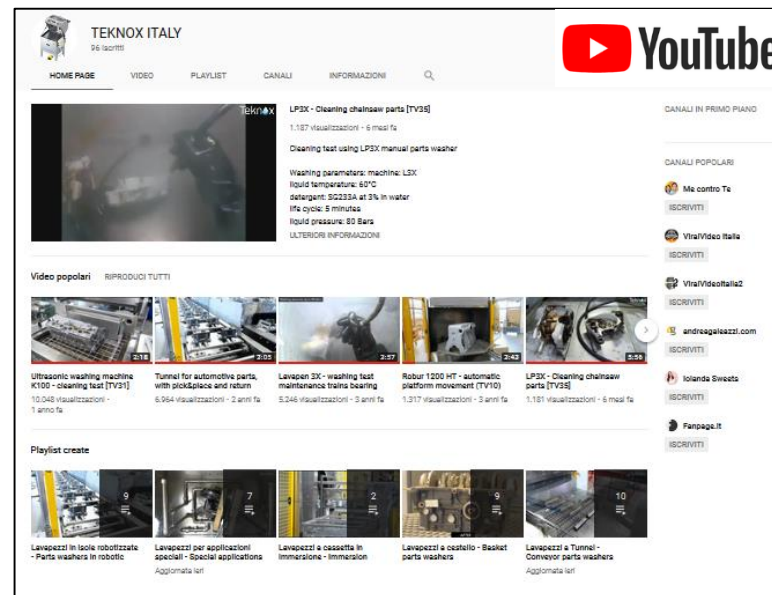 TEKNOX ITALY
96 iscritti
YouTube
HOME PAGE VIDEO PLAYLIST CANALI INFORMAZIONI
Teknox
LP3X - Cleaning chainsaw parts [TV35]
1.187 visualizzazioni - 6 mesi fa
Cleaning test using LP3X manual parts washer
Washing parameters: machine: L3X
liquid temperature: 60°C
detergent: SG233A at 3% in water
life cycle: 5 minutes
liquid pressure: 80 Bars
ULTERIORI INFORMAZIONI
CANALI IN PRIMO PIANO
CANALI POPOLARI
Me contro Te
ISCRIVITI
ViralVideo Italia
ISCRIVITI
ViralVideoItalia2
ISCRIVITI
andreagaleazzi.com
ISCRIVITI
Iolanda Sweets
ISCRIVITI
Fanpage.it
ISCRIVITI
Video popolari RIPRODUCI TUTTI
2:18
3:05
3:57
3:43
5:56
Ultrasonic washing machine
K100 - cleaning test [TV31]
10.048 visualizzazioni -
1 anno fa
Tunnel for automotive parts,
with pick&place and return
6.964 visualizzazioni - 2 anni fa
Lavapen 3X - washing test
maintenance trains bearing
5.246 visualizzazioni - 3 anni fa
Robur 1200 HT - automatic
platform movement (TV10)
1.317 visualizzazioni - 3 anni fa
LP3X - Cleaning chainsaw
parts [TV35]
1.181 visualizzazioni - 6 mesi fa
Playlist create
9
7
2
9
10
Lavapezzi in isole robotizzate
- Parts washers in robotic
Lavapezzi per applicazioni
speciali - Special applications
Aggiornata ieri
Lavapezzi a cassetta in
immersione - Immersion
Lavapezzi a cestello - Basket
parts washers
Lavapezzi a Tunnel -
Conveyor parts washers
Aggiornata ieri